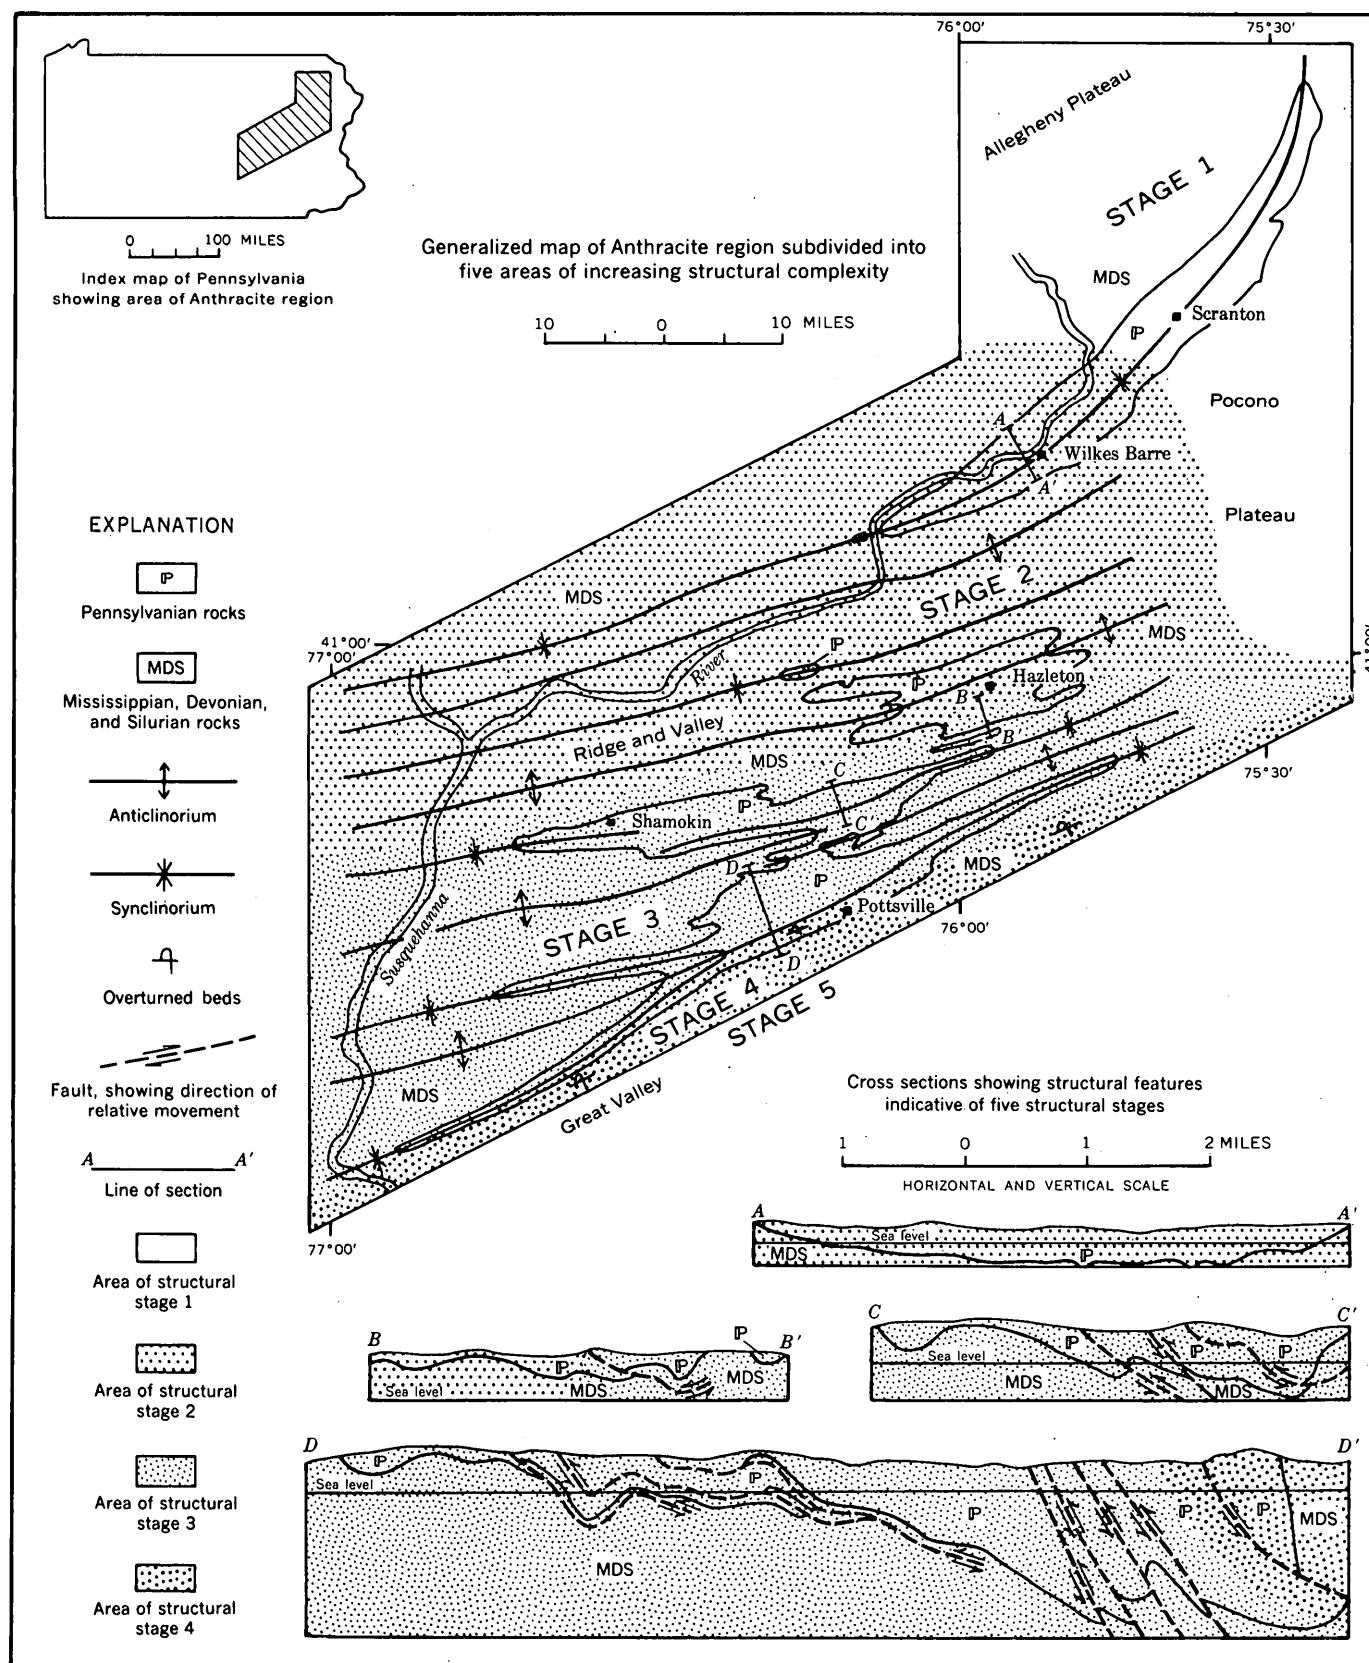 76°00′
75°30′
Allegheny Plateau
STAGE 1
0 100 MILES
Index map of Pennsylvania
showing area of Anthracite region
Generalized map of Anthracite region subdivided into
five areas of increasing structural complexity
10 0 10 MILES
MDS
ℙ
Scranton
Pocono
Plateau
A
Wilkes Barre
A′
EXPLANATION
ℙ
Pennsylvanian rocks
MDS
Mississippian, Devonian,
and Silurian rocks
Anticlinorium
Synclinorium
Overturned beds
Fault, showing direction of
relative movement
A A′
Line of section
Area of structural
stage 1
Area of structural
stage 2
Area of structural
stage 3
Area of structural
stage 4
MDS
STAGE 2
41°00′
77°00′
ℙ
MDS
River
ℙ
Hazleton
B
B′
Ridge and Valley
MDS
75°30′
C
ℙ
Shamokin
C′
D
ℙ
MDS
Pottsville
76°00′
Susquehanna
STAGE 3
D′
STAGE 4
STAGE 5
MDS
Great Valley
77°00′
Cross sections showing structural features
indicative of five structural stages
1 0 1 2 MILES
HORIZONTAL AND VERTICAL SCALE
A A′
Sea level
MDS ℙ
B ℙ B′
ℙ ℙ
Sea level MDS MDS
C C′
ℙ ℙ ℙ
Sea level
MDS MDS
D D′
ℙ
Sea level ℙ
ℙ ℙ ℙ MDS
MDS